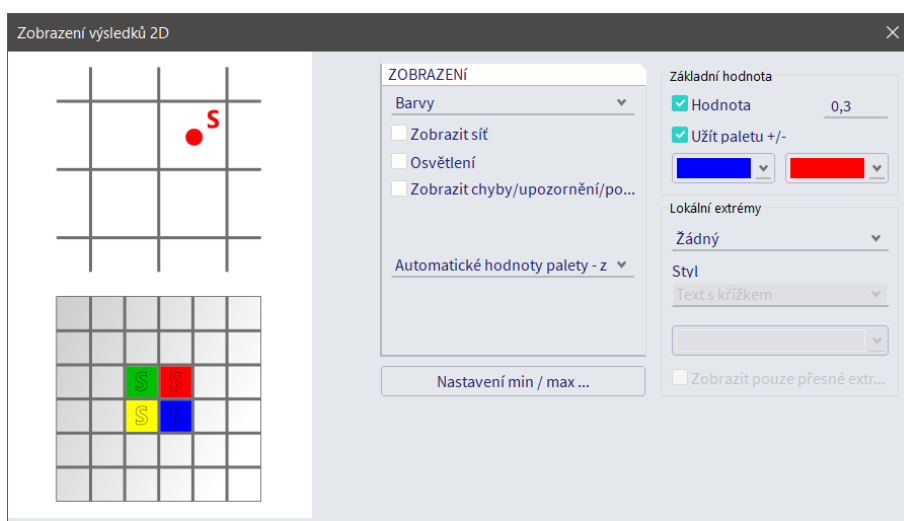 Zobrazení výsledků 2D
S
S S
S S
ZOBRAZENí
Barvy
Zobrazit síť
Osvětlení
Zobrazit chyby/upozornění/po...
Automatické hodnoty palety - z
Nastavení min / max ...
Základní hodnota
Hodnota 0,3
Užít paletu +/-
Lokální extrémy
Žádný
Styl
Text s křížkem
Zobrazit pouze přesné extr...